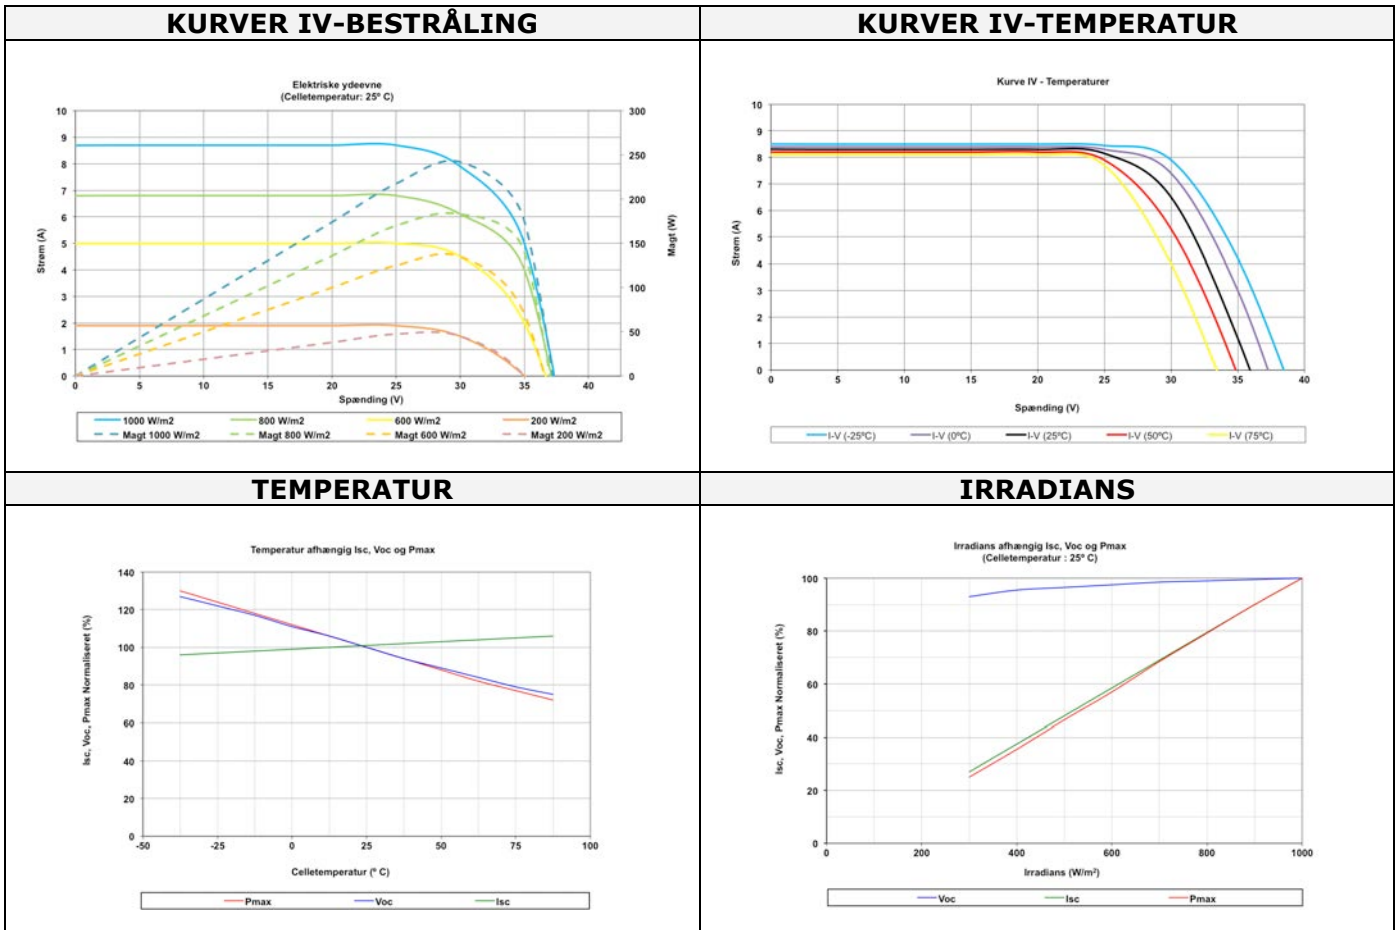 KURVER IV-BESTRÅLING
Elektriske ydeevne
(Celletemperatur: 25º C)
10
9
8
7
6
5
4
3
2
1
0
Strøm (A)
300
250
200
150
100
50
0
Magt (W)
0 5 10 15 20 25 30 35 40
Spænding (V)
1000 W/m2 800 W/m2 600 W/m2 200 W/m2
Magt 1000 W/m2 Magt 800 W/m2 Magt 600 W/m2 Magt 200 W/m2
KURVER IV-TEMPERATUR
Kurve IV - Temperaturer
10
9
8
7
6
5
4
3
2
1
0
Strøm (A)
0 5 10 15 20 25 30 35 40
Spænding (V)
I-V (-25ºC) I-V (0ºC) I-V (25ºC) I-V (50ºC) I-V (75ºC)
TEMPERATUR
Temperatur afhængig Isc, Voc og Pmax
140
120
100
80
60
40
20
0
Isc, Voc, Pmax Normaliseret (%)
-50 -25 0 25 50 75 100
Celletemperatur (º C)
Pmax Voc Isc
IRRADIANS
Irradians afhængig Isc, Voc og Pmax
(Celletemperatur : 25º C)
100
80
60
40
20
0
Isc, Voc, Pmax Normaliseret (%)
0 200 400 600 800 1000
Irradians (W/m²)
Voc Isc Pmax